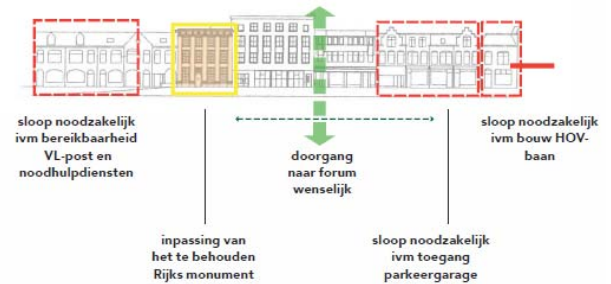 sloop noodzakelijk
ivm bereikbaarheid
VL-post en
noodhulpdiensten
inpassing van
het te behouden
Rijks monument
doorgang
naar forum
wenselijk
sloop noodzakelijk
ivm toegang
parkeergarage
sloop noodzakelijk
ivm bouw HOV-
baan